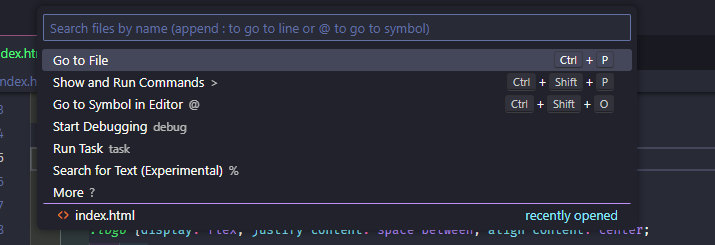 Search files by name (append : to go to line or @ to go to symbol)
index.ht
Go to File Ctrl + P
index.h
Show and Run Commands > Ctrl + Shift + P
Go to Symbol in Editor @ Ctrl + Shift + O
Start Debugging debug
Run Task task
Search for Text (Experimental) %
More ?
<> index.html recently opened
.logo {display: flex; justify-content: space-between; align-content: center;